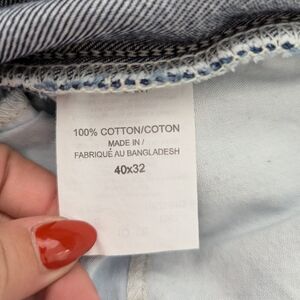 100% COTTON/COTON
MADE IN /
FABRIQUÉ AU BANGLADESH
40x32